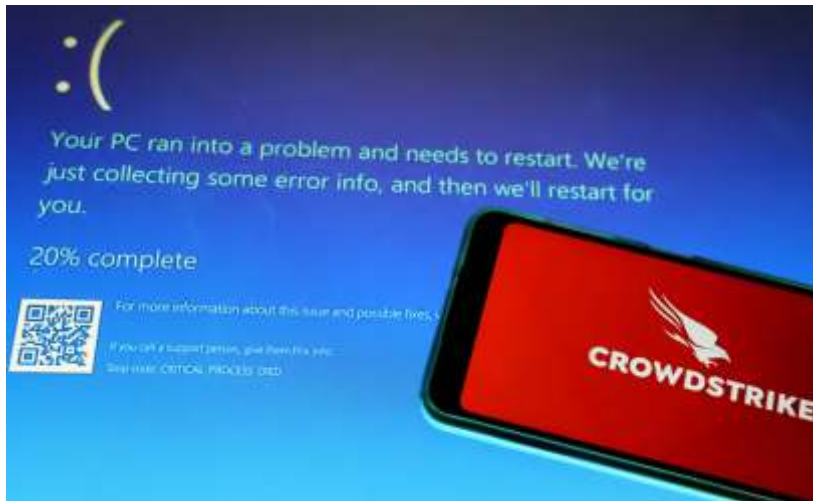 :(
Your PC ran into a problem and needs to restart. We're
just collecting some error info, and then we'll restart for
you.
20% complete
For more information about this issue and possible fixes,
If you call a support person, give them this info:
Stop code: CRITICAL PROCESS DIED
CROWDSTRIKE